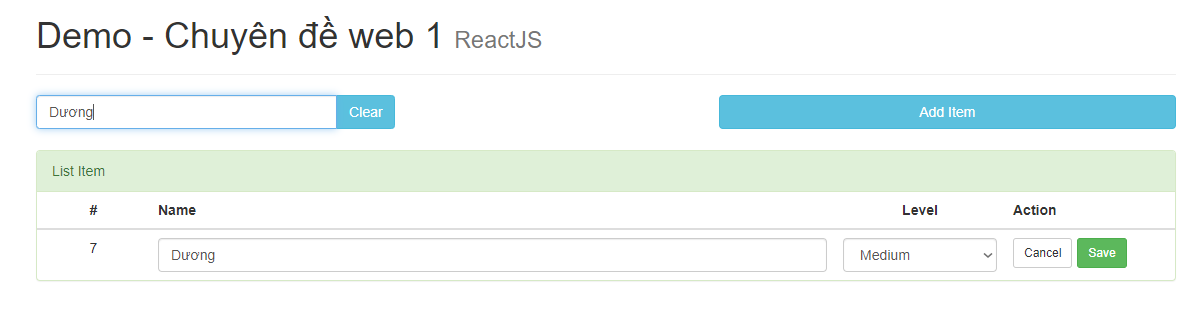 Demo - Chuyên đề web 1 ReactJS
Dương Clear Add Item
List Item
# Name Level Action
7 Dương Medium Cancel Save